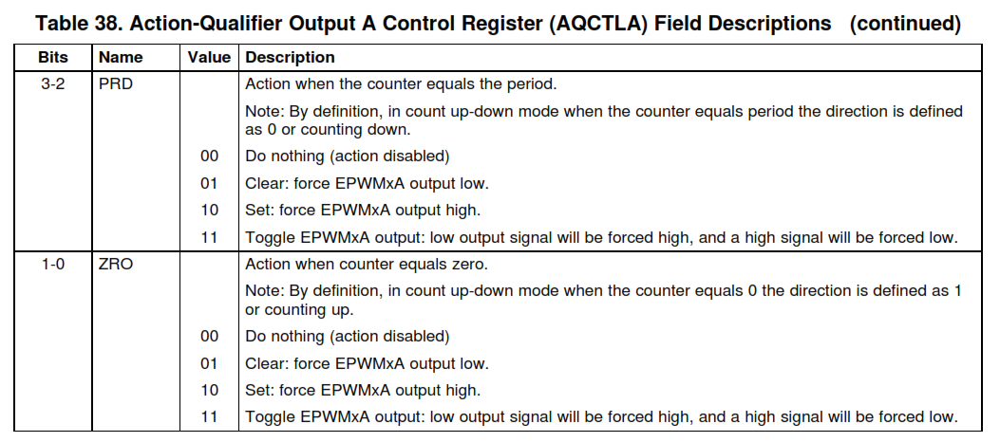 Table 38. Action-Qualifier Output A Control Register (AQCTLA) Field Descriptions (continued)
Bits Name Value Description
3-2 PRD Action when the counter equals the period.
Note: By definition, in count up-down mode when the counter equals period the direction is defined
as 0 or counting down.
00 Do nothing (action disabled)
01 Clear: force EPWMxA output low.
10 Set: force EPWMxA output high.
11 Toggle EPWMxA output: low output signal will be forced high, and a high signal will be forced low.
1-0 ZRO Action when counter equals zero.
Note: By definition, in count up-down mode when the counter equals 0 the direction is defined as 1
or counting up.
00 Do nothing (action disabled)
01 Clear: force EPWMxA output low.
10 Set: force EPWMxA output high.
11 Toggle EPWMxA output: low output signal will be forced high, and a high signal will be forced low.